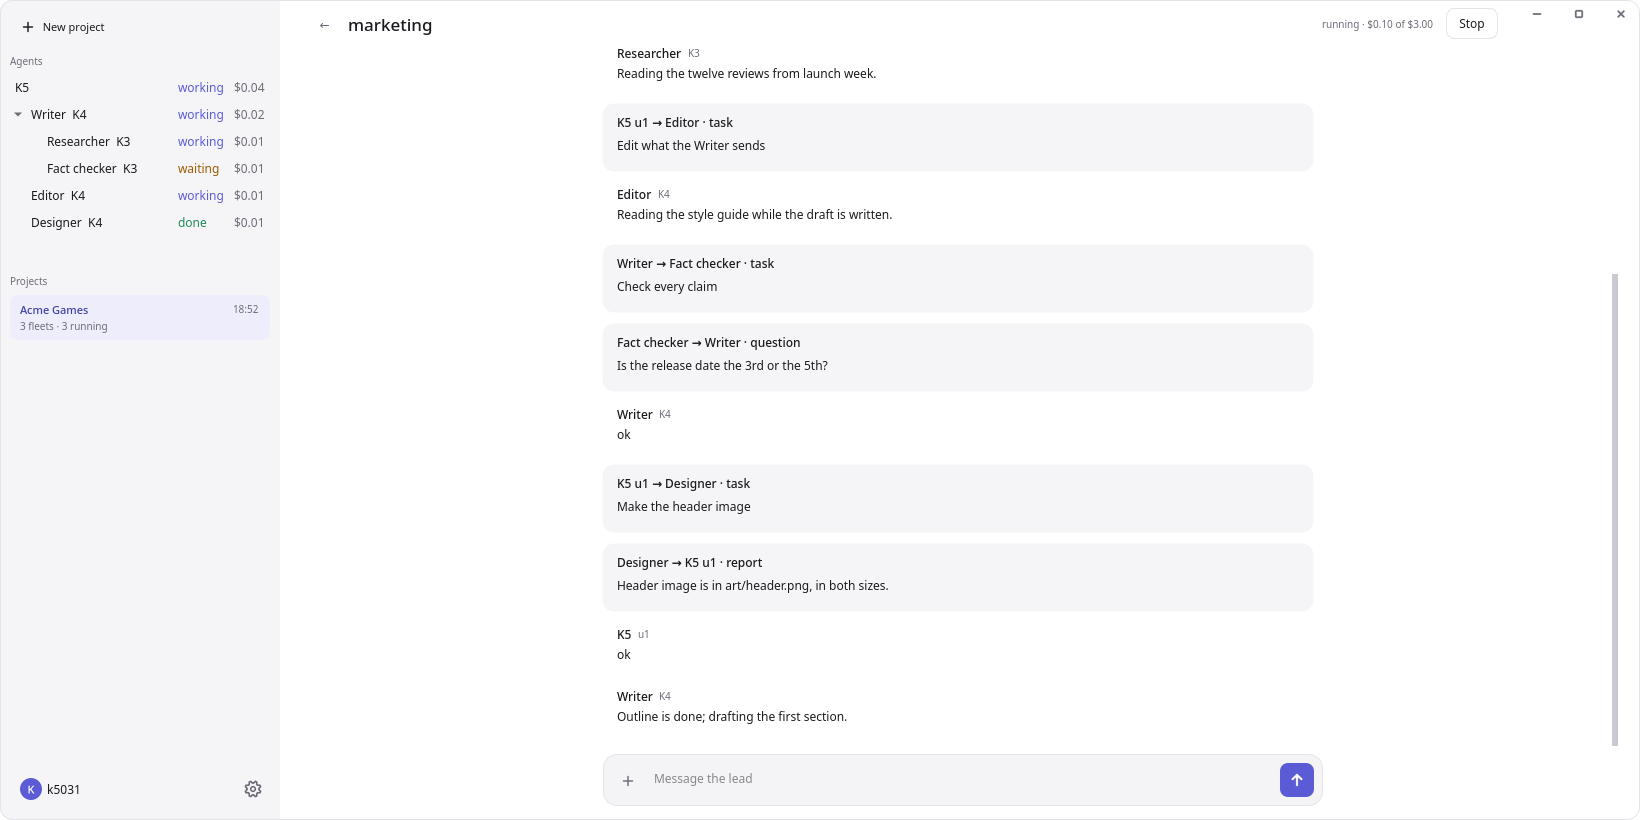 New project
Agents
K5 working $0.04
Writer K4 working $0.02
Researcher K3 working $0.01
Fact checker K3 waiting $0.01
Editor K4 working $0.01
Designer K4 done $0.01
Projects
Acme Games 18:52
3 fleets · 3 running
K k5031
← marketing
running · $0.10 of $3.00 Stop
Researcher K3
Reading the twelve reviews from launch week.
K5 u1 → Editor · task
Edit what the Writer sends
Editor K4
Reading the style guide while the draft is written.
Writer → Fact checker · task
Check every claim
Fact checker → Writer · question
Is the release date the 3rd or the 5th?
Writer K4
ok
K5 u1 → Designer · task
Make the header image
Designer → K5 u1 · report
Header image is in art/header.png, in both sizes.
K5 u1
ok
Writer K4
Outline is done; drafting the first section.
Message the lead